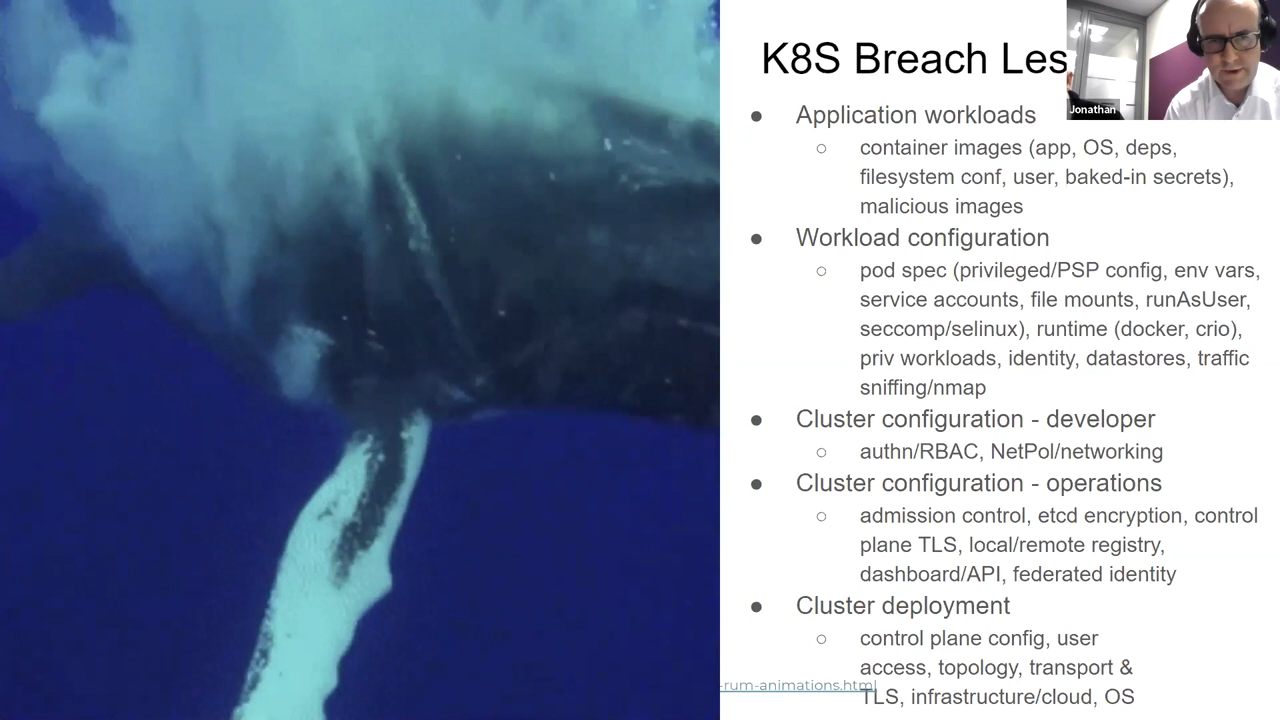 K8S Breach Les
Jonathan
● Application workloads
○ container images (app, OS, deps,
filesystem conf, user, baked-in secrets),
malicious images
● Workload configuration
○ pod spec (privileged/PSP config, env vars,
service accounts, file mounts, runAsUser,
seccomp/selinux), runtime (docker, crio),
priv workloads, identity, datastores, traffic
sniffing/nmap
● Cluster configuration - developer
○ authn/RBAC, NetPol/networking
● Cluster configuration - operations
○ admission control, etcd encryption, control
plane TLS, local/remote registry,
dashboard/API, federated identity
● Cluster deployment
○ control plane config, user
access, topology, transport &
-rum-animations.html
TLS, infrastructure/cloud, OS